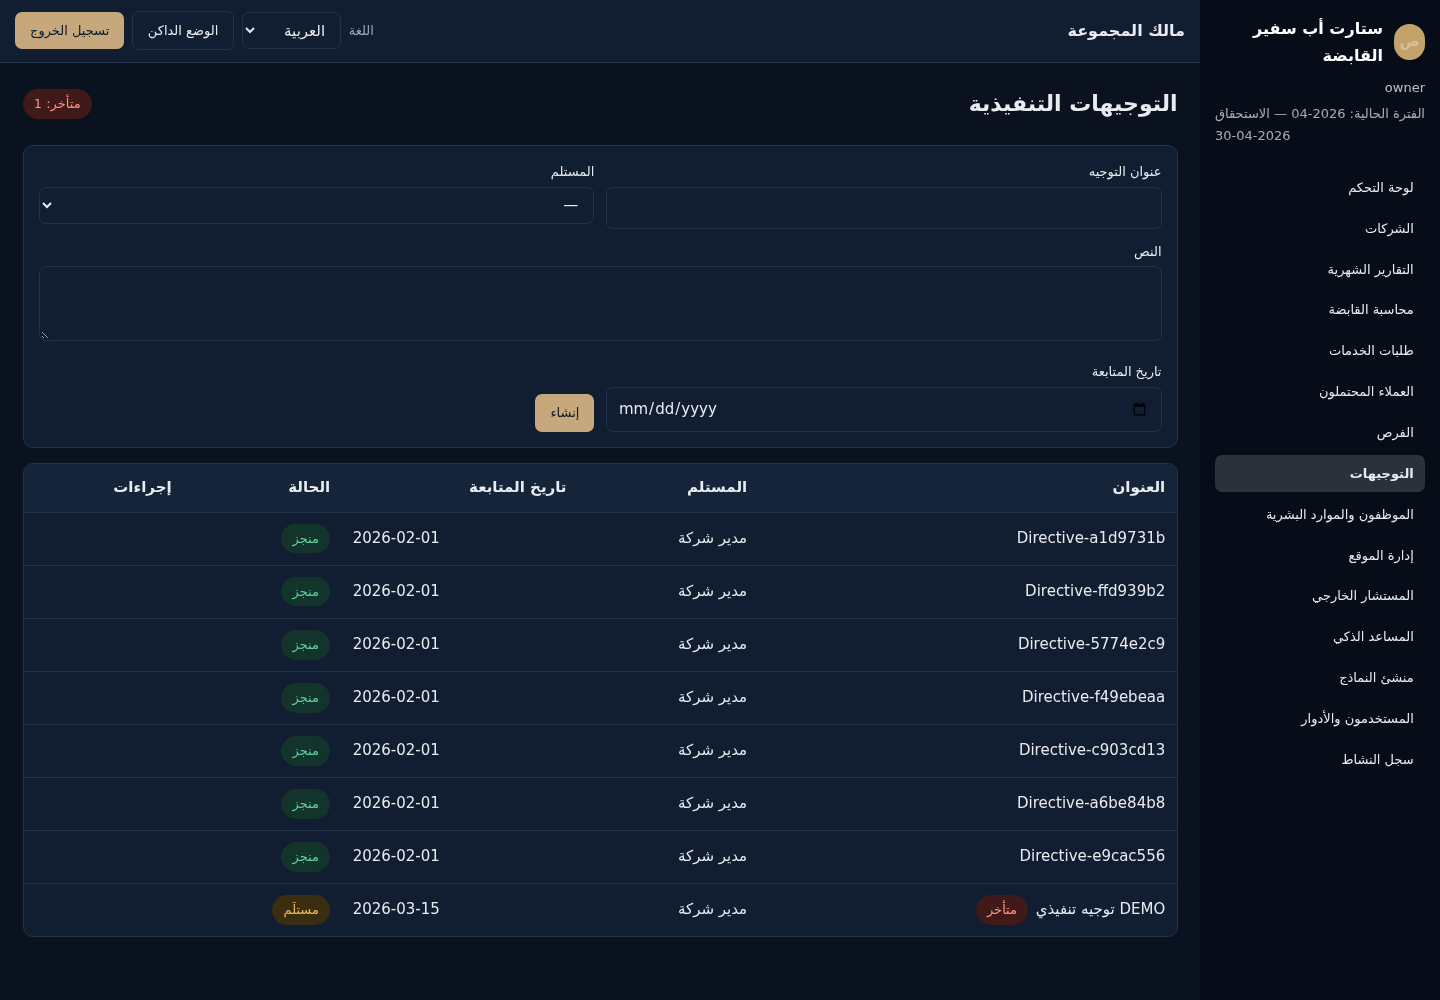 ص
ستارت أب سفير القابضة
owner
الفترة الحالية: 2026-04 — الاستحقاق
2026-04-30
لوحة التحكم
الشركات
التقارير الشهرية
محاسبة القابضة
طلبات الخدمات
العملاء المحتملون
الفرص
التوجيهات
الموظفون والموارد البشرية
إدارة الموقع
المستشار الخارجي
المساعد الذكي
منشئ النماذج
المستخدمون والأدوار
سجل النشاط
مالك المجموعة
اللغة العربية الوضع الداكن تسجيل الخروج
التوجيهات التنفيذية
متأخر: 1
عنوان التوجيه
المستلم
—
النص
تاريخ المتابعة
mm/dd/yyyy
إنشاء
العنوان المستلم تاريخ المتابعة الحالة إجراءات
Directive-a1d9731b مدير شركة 2026-02-01 منجز
Directive-ffd939b2 مدير شركة 2026-02-01 منجز
Directive-5774e2c9 مدير شركة 2026-02-01 منجز
Directive-f49ebeaa مدير شركة 2026-02-01 منجز
Directive-c903cd13 مدير شركة 2026-02-01 منجز
Directive-a6be84b8 مدير شركة 2026-02-01 منجز
Directive-e9cac556 مدير شركة 2026-02-01 منجز
DEMO توجيه تنفيذي متأخر مدير شركة 2026-03-15 مستلَم